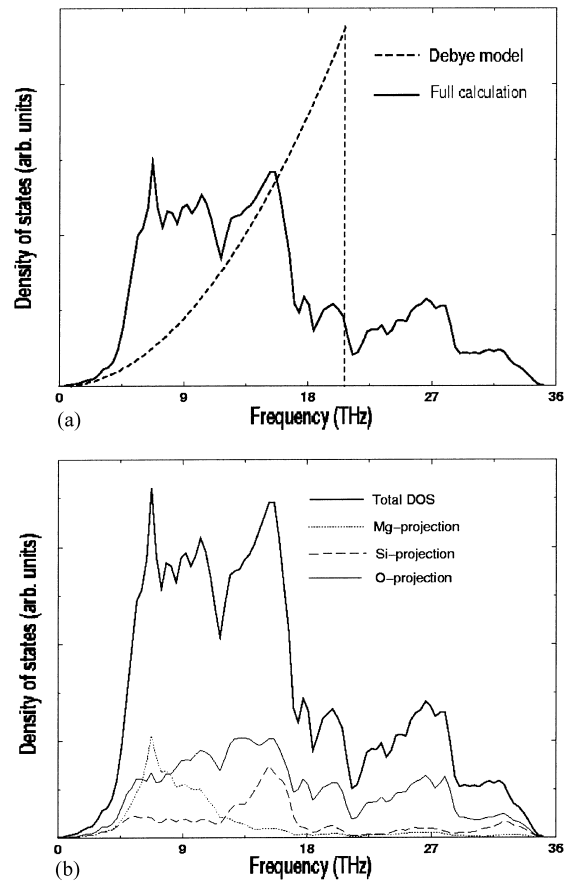 Density of states (arb. units)
Debye model
Full calculation
0 9 18 27 36
Frequency (THz)
(a)
Density of states (arb. units)
Total DOS
Mg-projection
Si-projection
O-projection
0 9 18 27 36
Frequency (THz)
(b)